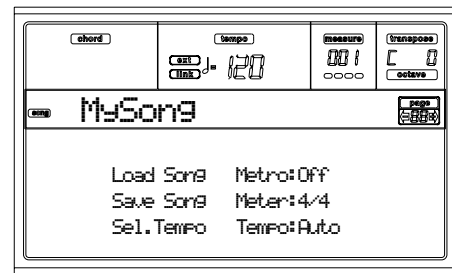 chord tempo measure transpose
ext link ♩= 120 001 C 0
octave
song MySong page
Load Song Metro:Off
Save Song Meter:4/4
Sel.Tempo Tempo:Auto